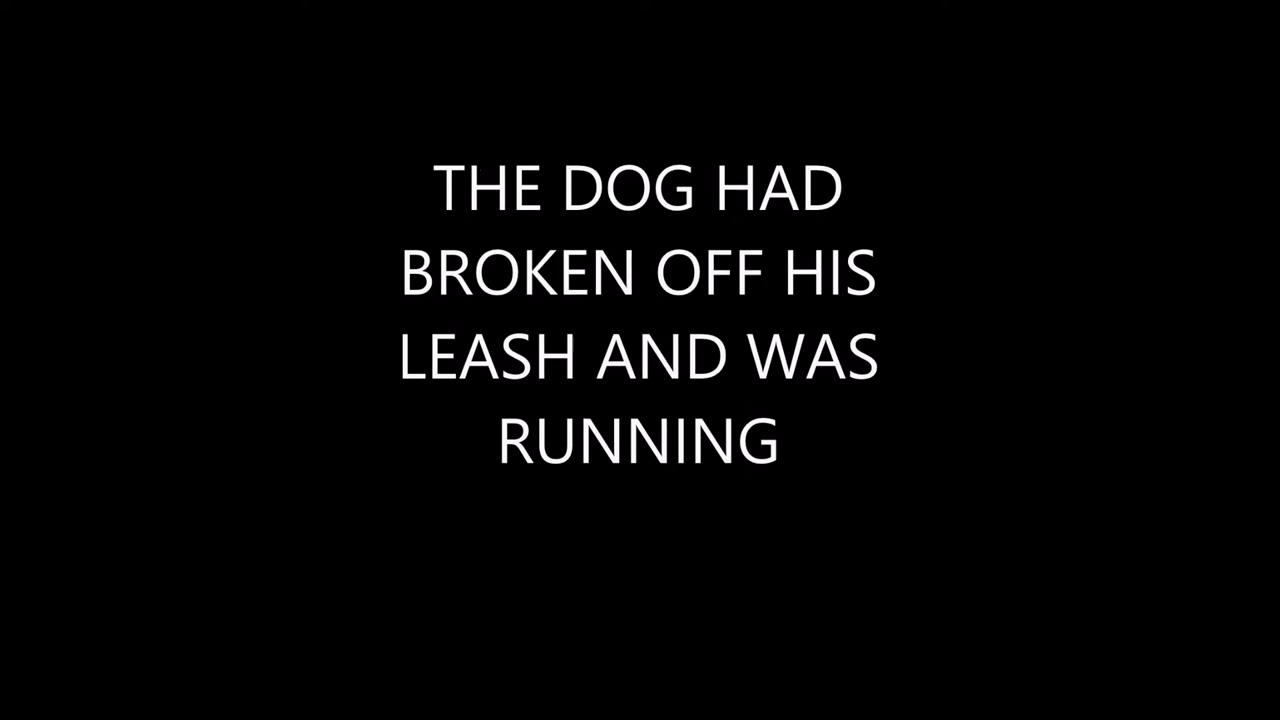 THE DOG HAD
BROKEN OFF HIS
LEASH AND WAS
RUNNING